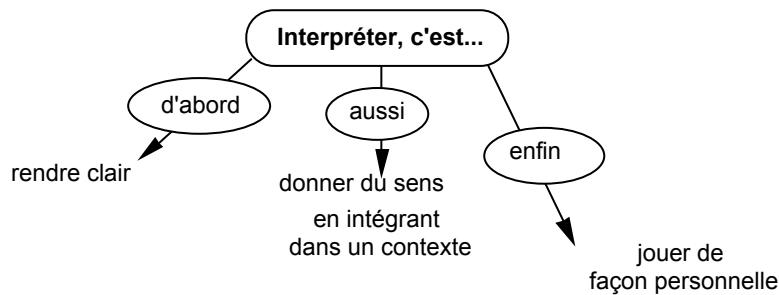 Interpréter, c'est...
d'abord
aussi
enfin
rendre clair
donner du sens
en intégrant
dans un contexte
jouer de
façon personnelle